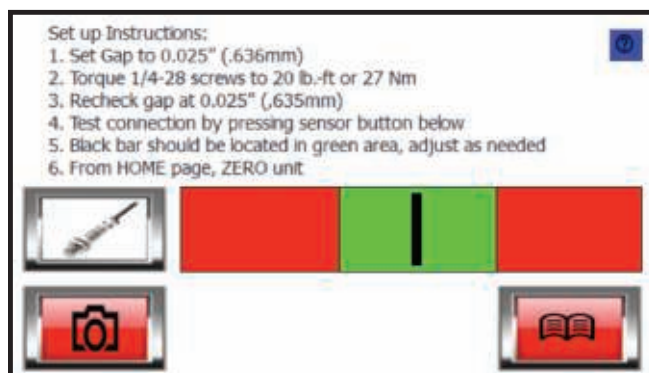 Set up Instructions:
1. Set Gap to 0.025" (.636mm)
2. Torque 1/4-28 screws to 20 lb.-ft or 27 Nm
3. Recheck gap at 0.025" (,635mm)
4. Test connection by pressing sensor button below
5. Black bar should be located in green area, adjust as needed
6. From HOME page, ZERO unit